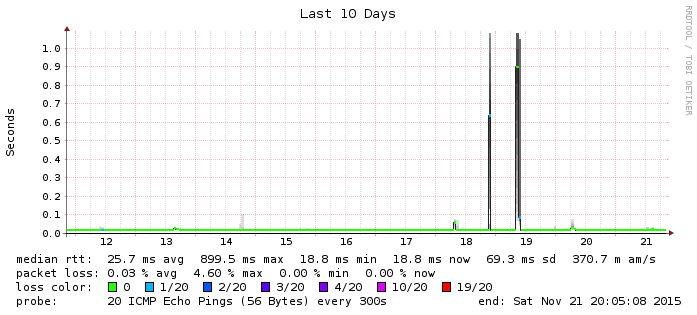 Last 10 Days
RRDTOOL / TOBI OETIKER
Seconds
1.0
0.9
0.8
0.7
0.6
0.5
0.4
0.3
0.2
0.1
0.0
12 13 14 15 16 17 18 19 20 21
median rtt: 25.7 ms avg 899.5 ms max 18.8 ms min 18.8 ms now 69.3 ms sd 370.7 m am/s
packet loss: 0.03 % avg 4.60 % max 0.00 % min 0.00 % now
loss color: 0 1/20 2/20 3/20 4/20 10/20 19/20
probe: 20 ICMP Echo Pings (56 Bytes) every 300s end: Sat Nov 21 20:05:08 2015